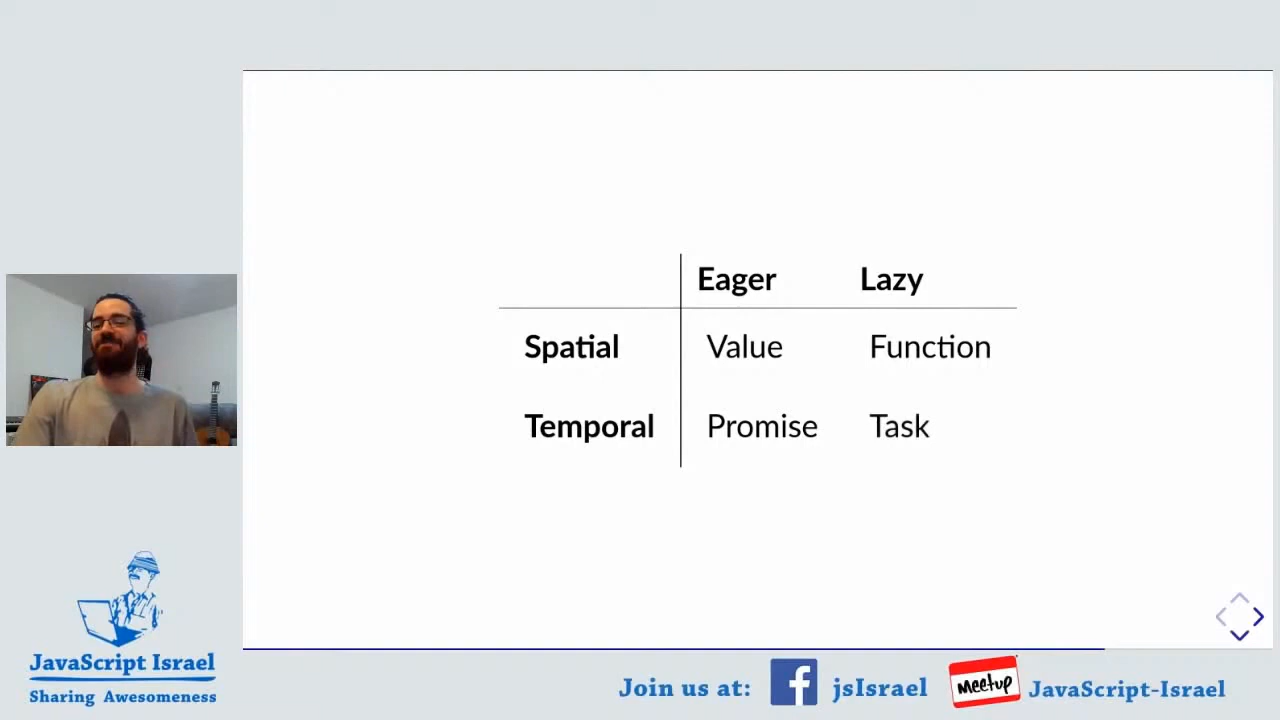 Eager Lazy
Spatial Value Function
Temporal Promise Task
JavaScript Israel
Sharing Awesomeness
Join us at: f jsIsrael Meetup JavaScript-Israel